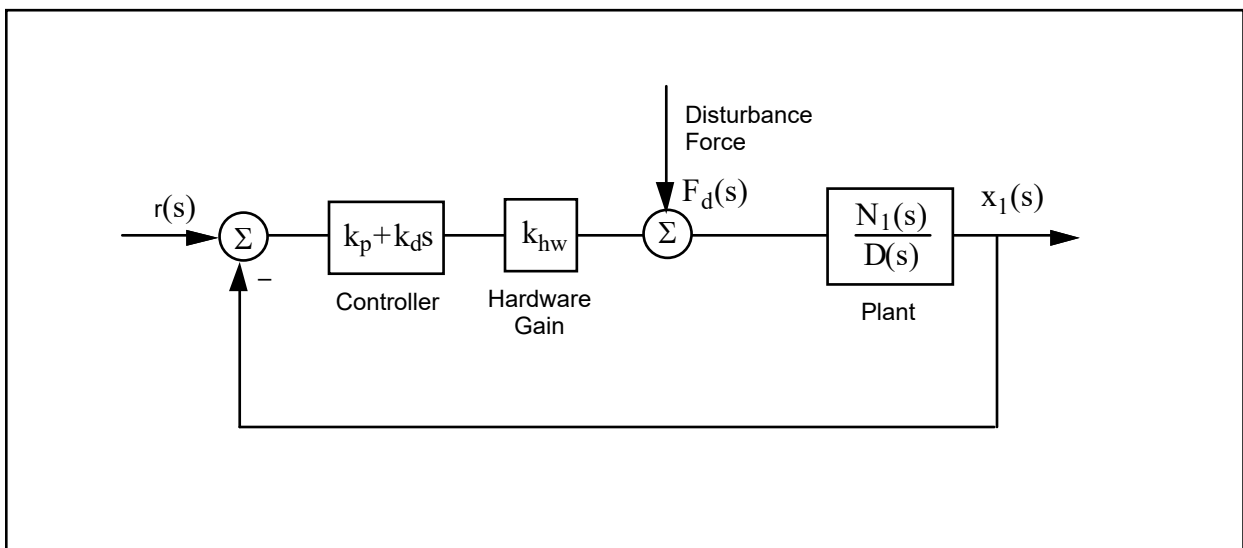 Disturbance
Force
F_d(s)
r(s)
Σ
−
k_p+k_ds
Controller
k_hw
Hardware
Gain
Σ
N_1(s)
D(s)
Plant
x_1(s)